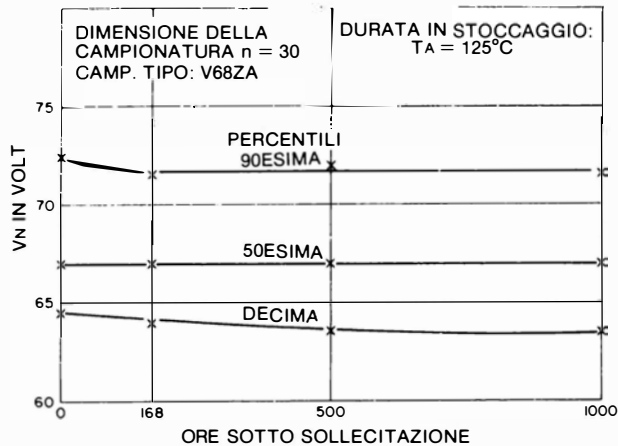 DIMENSIONE DELLA
CAMPIONATURA n = 30
CAMP. TIPO: V68ZA
DURATA IN STOCCAGGIO:
TA = 125°C
75
PERCENTILI
90ESIMA
70
50ESIMA
65
DECIMA
60
VN IN VOLT
0
168
500
1000
ORE SOTTO SOLLECITAZIONE